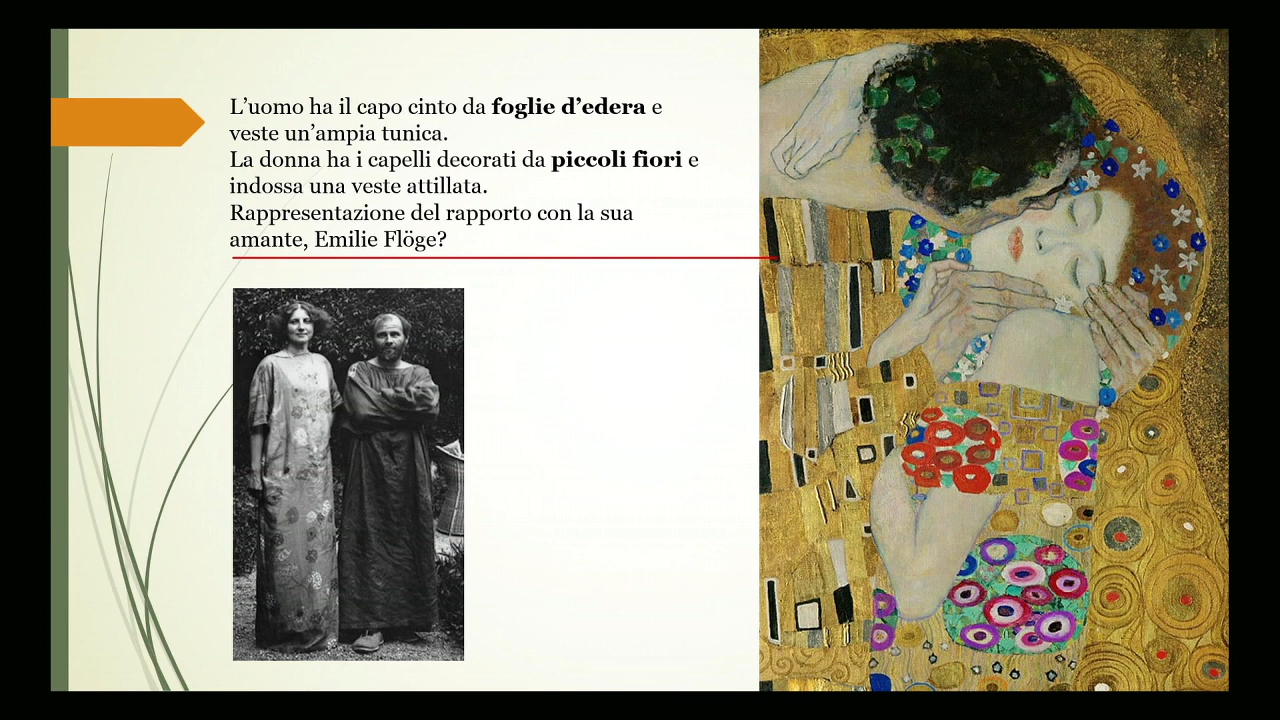 L’uomo ha il capo cinto da foglie d’edera e
veste un’ampia tunica.
La donna ha i capelli decorati da piccoli fiori e
indossa una veste attillata.
Rappresentazione del rapporto con la sua
amante, Emilie Flöge?